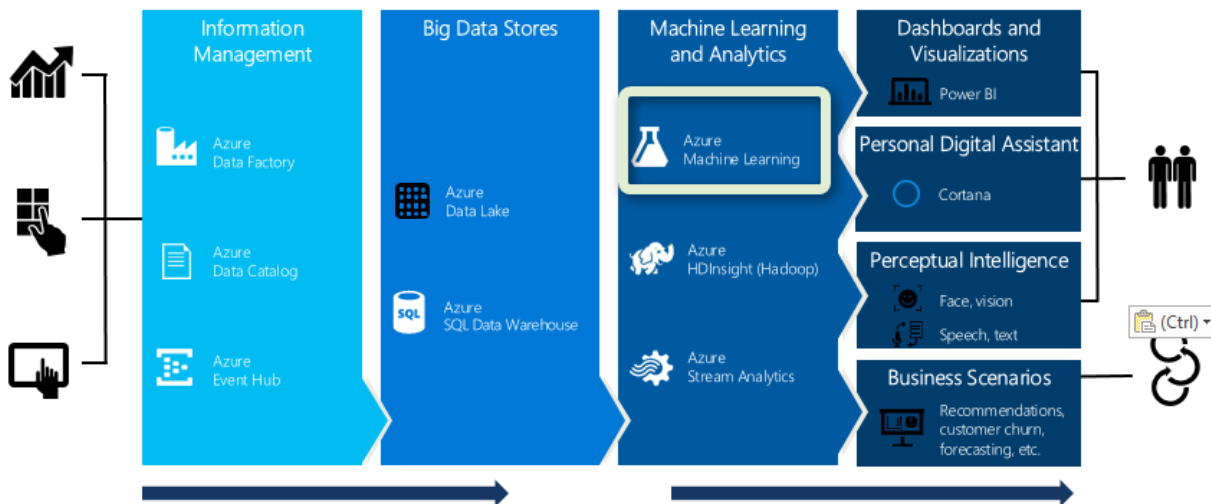 Information
Management
Azure
Data Factory
Azure
Data Catalog
Azure
Event Hub
Big Data Stores
Azure
Data Lake
SQL
Azure
SQL Data Warehouse
Machine Learning
and Analytics
Azure
Machine Learning
Azure
HDInsight (Hadoop)
Azure
Stream Analytics
Dashboards and
Visualizations
Power BI
Personal Digital Assistant
Cortana
Perceptual Intelligence
Face, vision
Speech, text
Business Scenarios
Recommendations,
customer churn,
forecasting, etc.
(Ctrl)